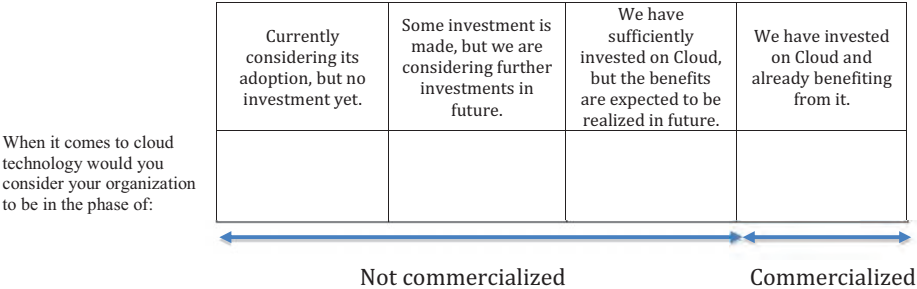 Currently
considering its
adoption, but no
investment yet.
Some investment is
made, but we are
considering further
investments in
future.
We have
sufficiently
invested on Cloud,
but the benefits
are expected to be
realized in future.
We have invested
on Cloud and
already benefiting
from it.
When it comes to cloud
technology would you
consider your organization
to be in the phase of:
Not commercialized
Commercialized